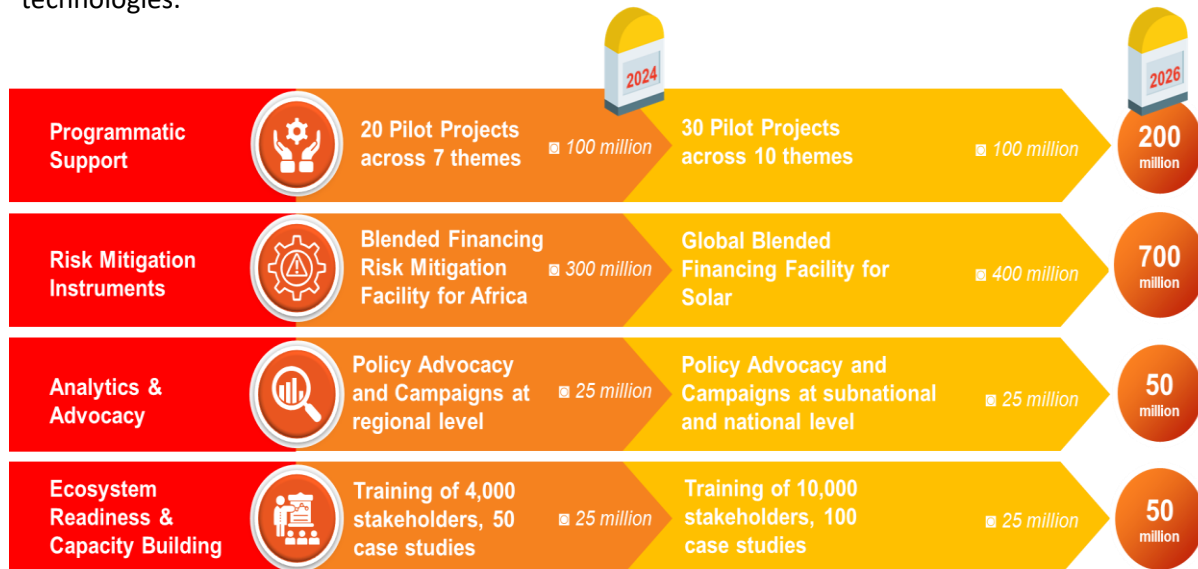 technologies.
2024
2026
Programmatic
Support
20 Pilot Projects
across 7 themes
◙ 100 million
30 Pilot Projects
across 10 themes
◙ 100 million
200
million
Risk Mitigation
Instruments
Blended Financing
Risk Mitigation
Facility for Africa
◙ 300 million
Global Blended
Financing Facility for
Solar
◙ 400 million
700
million
Analytics &
Advocacy
Policy Advocacy
and Campaigns at
regional level
◙ 25 million
Policy Advocacy and
Campaigns at subnational
and national level
◙ 25 million
50
million
Ecosystem
Readiness &
Capacity Building
Training of 4,000
stakeholders, 50
case studies
◙ 25 million
Training of 10,000
stakeholders, 100
case studies
◙ 25 million
50
million